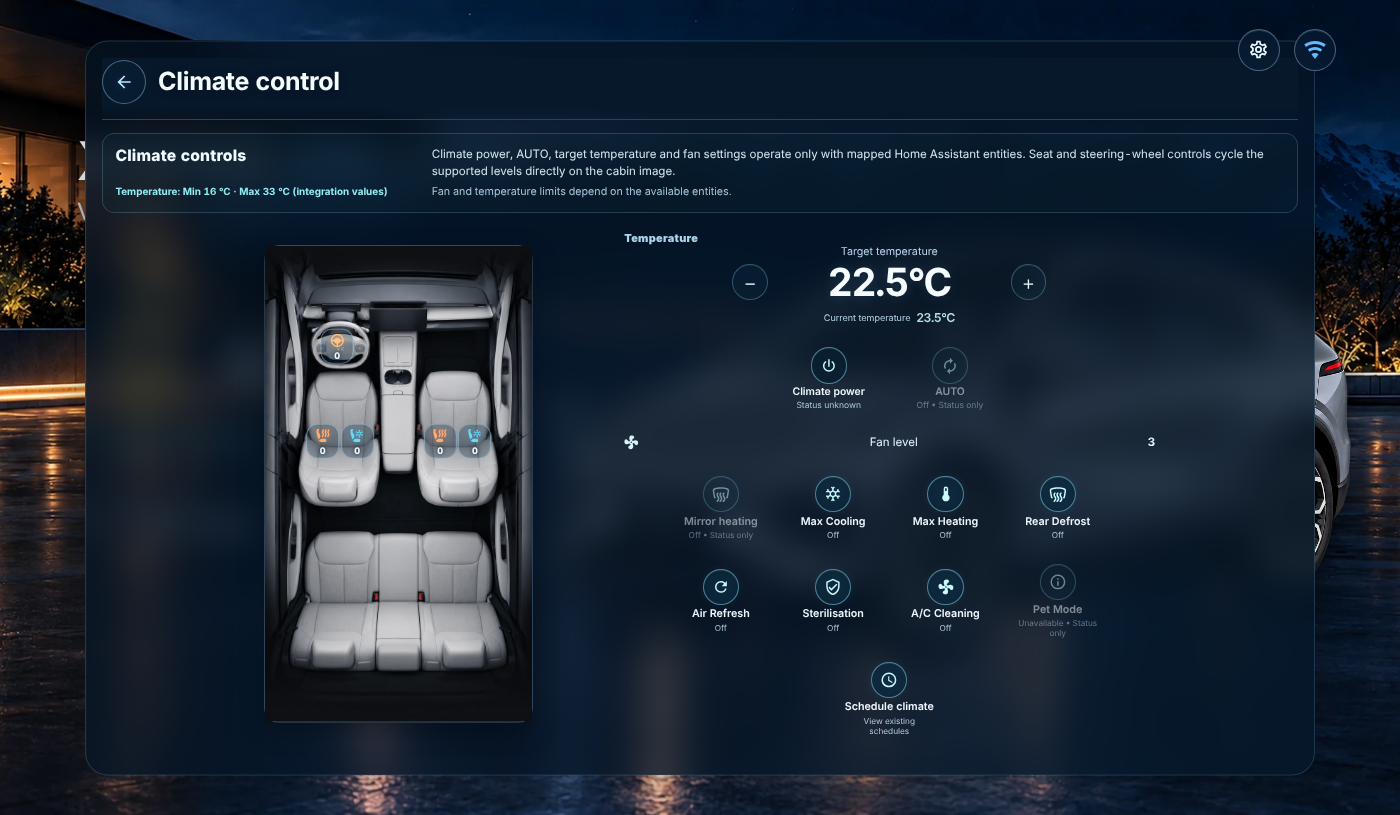 Climate control
Climate controls
Temperature: Min 16 °C · Max 33 °C (integration values)
Climate power, AUTO, target temperature and fan settings operate only with mapped Home Assistant entities. Seat and steering-wheel controls cycle the
supported levels directly on the cabin image.
Fan and temperature limits depend on the available entities.
0
0 0 0 0
Temperature
Target temperature
− 22.5°C +
Current temperature 23.5°C
Climate power AUTO
Status unknown Off • Status only
Fan level 3
Mirror heating Max Cooling Max Heating Rear Defrost
Off • Status only Off Off Off
Air Refresh Sterilisation A/C Cleaning Pet Mode
Off Off Off Unavailable • Status
only
Schedule climate
View existing
schedules